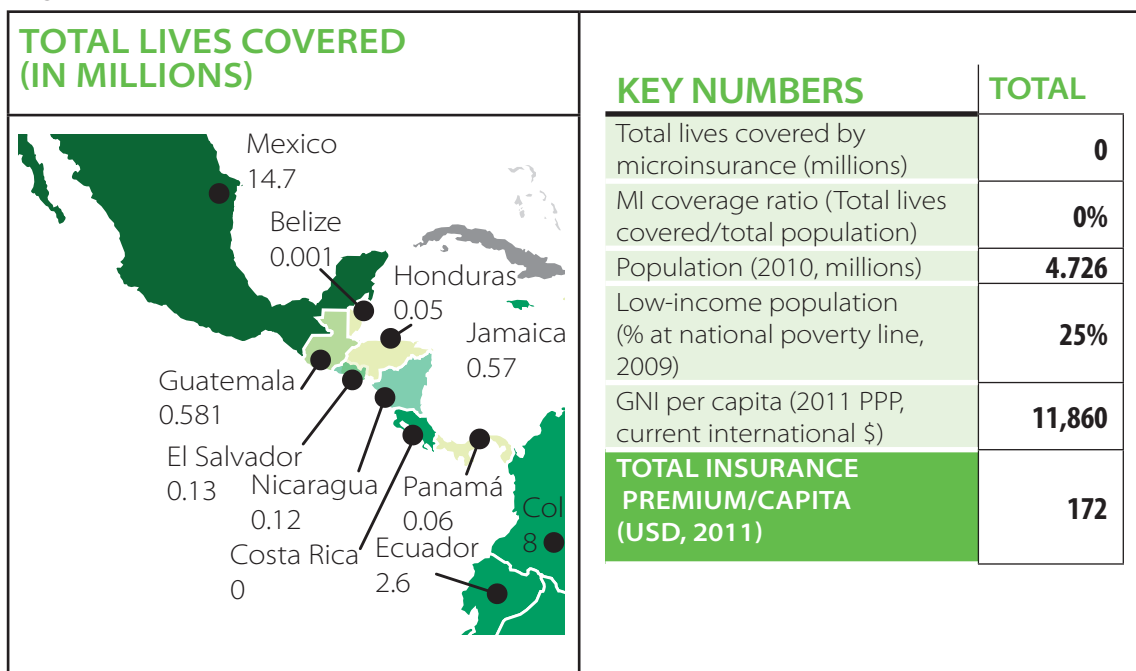 TOTAL LIVES COVERED
(IN MILLIONS)
Mexico
14.7
Belize
0.001
Honduras
0.05
Jamaica
0.57
Guatemala
0.581
El Salvador
0.13
Nicaragua
0.12
Costa Rica
0
Panamá
0.06
Ecuador
2.6
Col
8
KEY NUMBERS TOTAL
Total lives covered by
microinsurance (millions)
0
MI coverage ratio (Total lives
covered/total population)
0%
Population (2010, millions) 4.726
Low-income population
(% at national poverty line,
2009)
25%
GNI per capita (2011 PPP,
current international $)
11,860
TOTAL INSURANCE
PREMIUM/CAPITA
(USD, 2011)
172